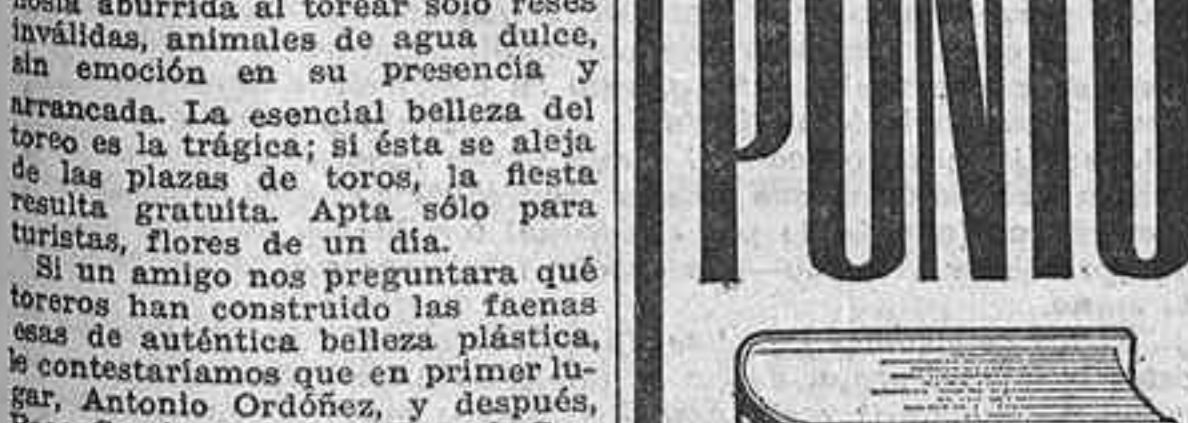 aburrida al torear sólo reses
inválidas, animales de agua dulce,
sin emoción en su presencia y
arrancada. La esencial belleza del
toreo es la trágica; si ésta se aleja
de las plazas de toros, la fiesta
resulta gratuita. Apta sólo para
turistas, flores de un día.
Si un amigo nos preguntara qué
toreros han construido las faenas
esas de auténtica belleza plástica,
le contestaríamos que en primer lu-
gar, Antonio Ordóñez, y después,
PUNTO